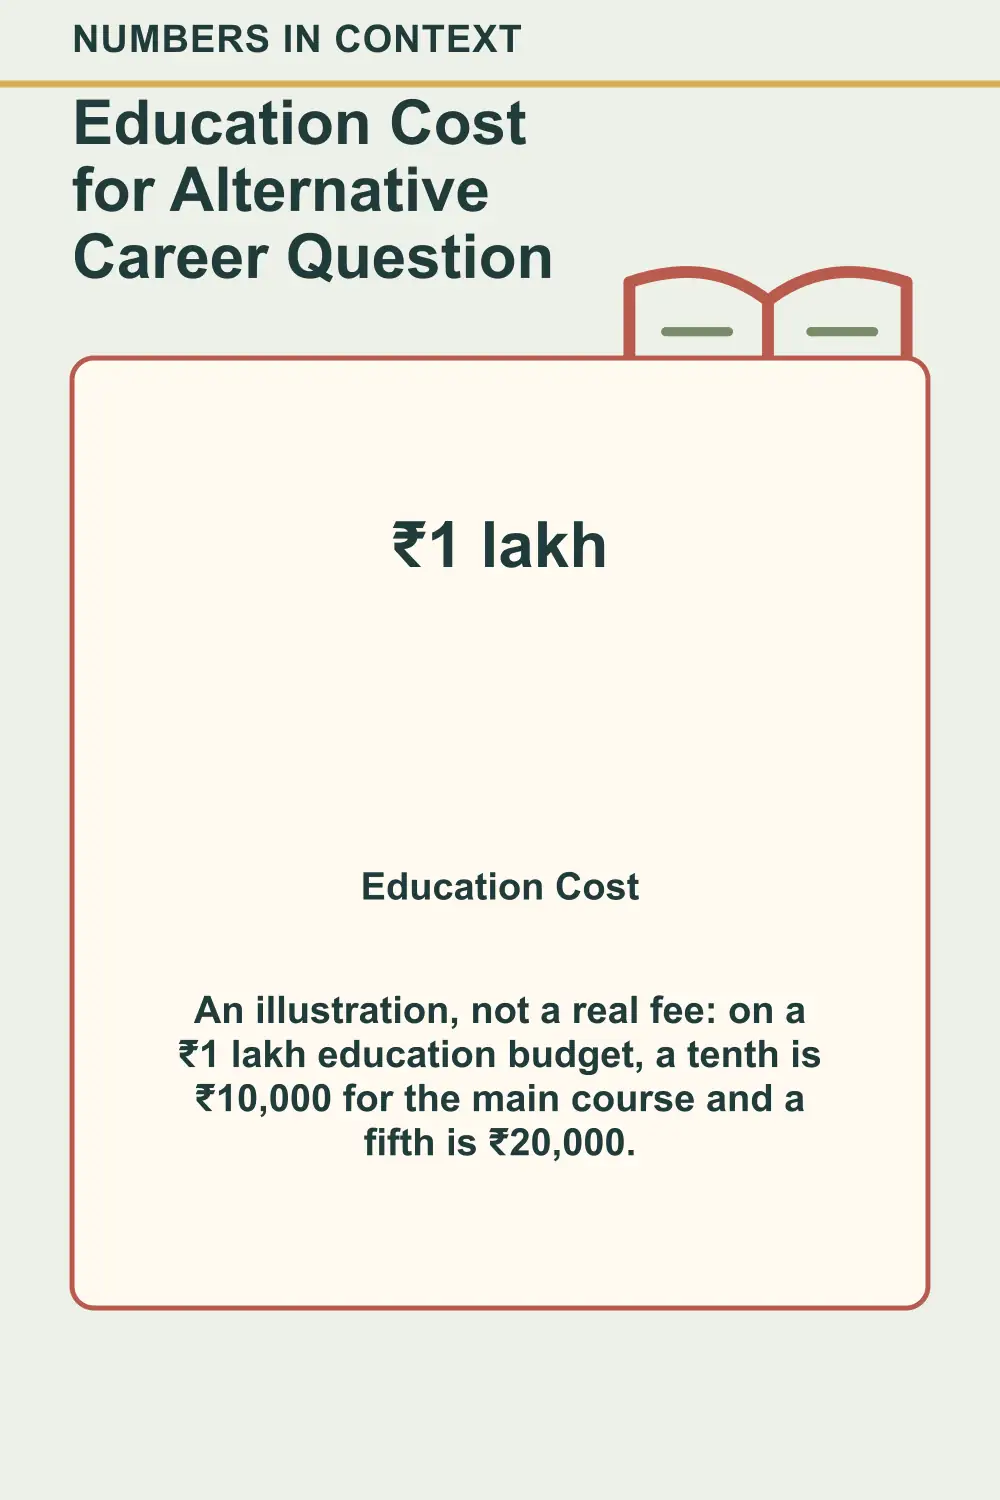 NUMBERS IN CONTEXT
Education Cost
for Alternative
Career Question
₹1 lakh
Education Cost
An illustration, not a real fee: on a
₹1 lakh education budget, a tenth is
₹10,000 for the main course and a
fifth is ₹20,000.